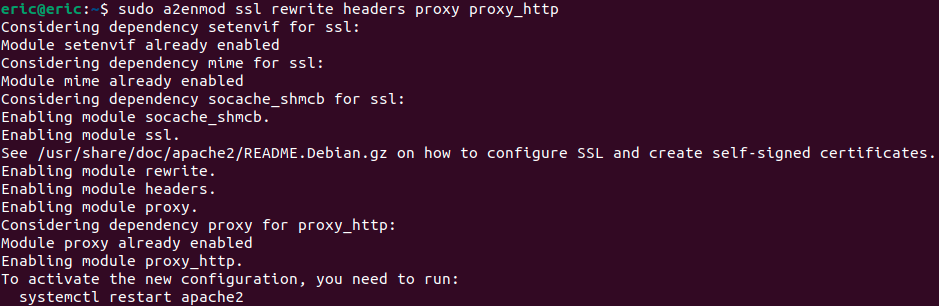 eric@eric:~$ sudo a2enmod ssl rewrite headers proxy proxy_http
Considering dependency setenvif for ssl:
Module setenvif already enabled
Considering dependency mime for ssl:
Module mime already enabled
Considering dependency socache_shmcb for ssl:
Enabling module socache_shmcb.
Enabling module ssl.
See /usr/share/doc/apache2/README.Debian.gz on how to configure SSL and create self-signed certificates.
Enabling module rewrite.
Enabling module headers.
Enabling module proxy.
Considering dependency proxy for proxy_http:
Module proxy already enabled
Enabling module proxy_http.
To activate the new configuration, you need to run:
  systemctl restart apache2